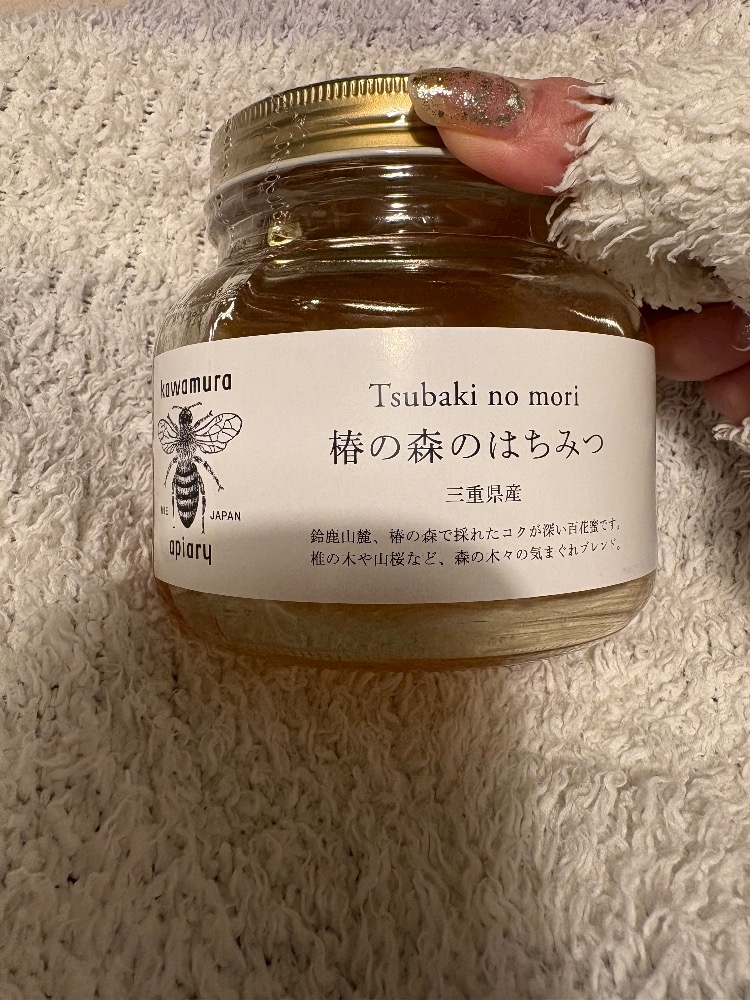 kawamura
JAPAN
apiary
Tsubaki no mori
椿の森のはちみつ
三重県産
鈴鹿山麓、椿の森で採れたコクが深い百花蜜です。
椎の木や山桜など、森の木々の気まぐれブレンド。